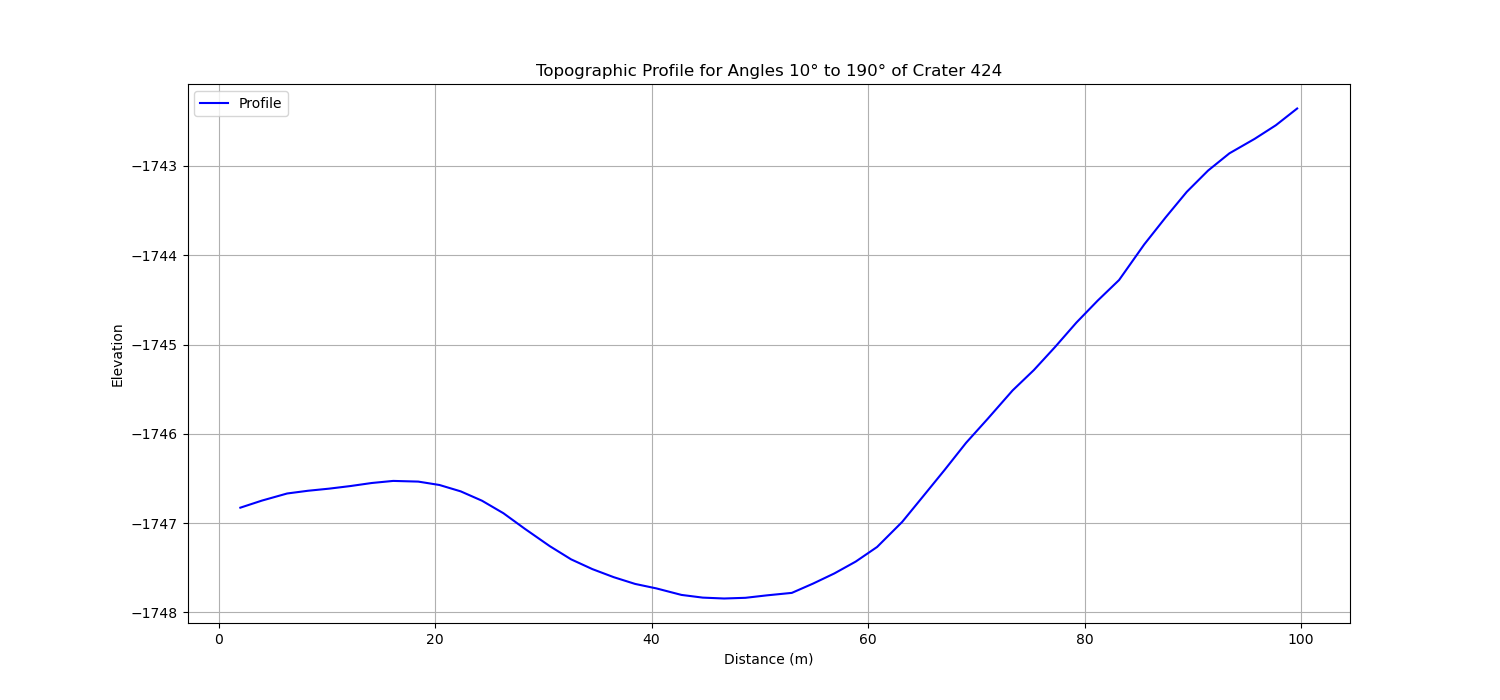 Topographic Profile for Angles 10° to 190° of Crater 424
Profile
Elevation
−1743
−1744
−1745
−1746
−1747
−1748
0 20 40 60 80 100
Distance (m)